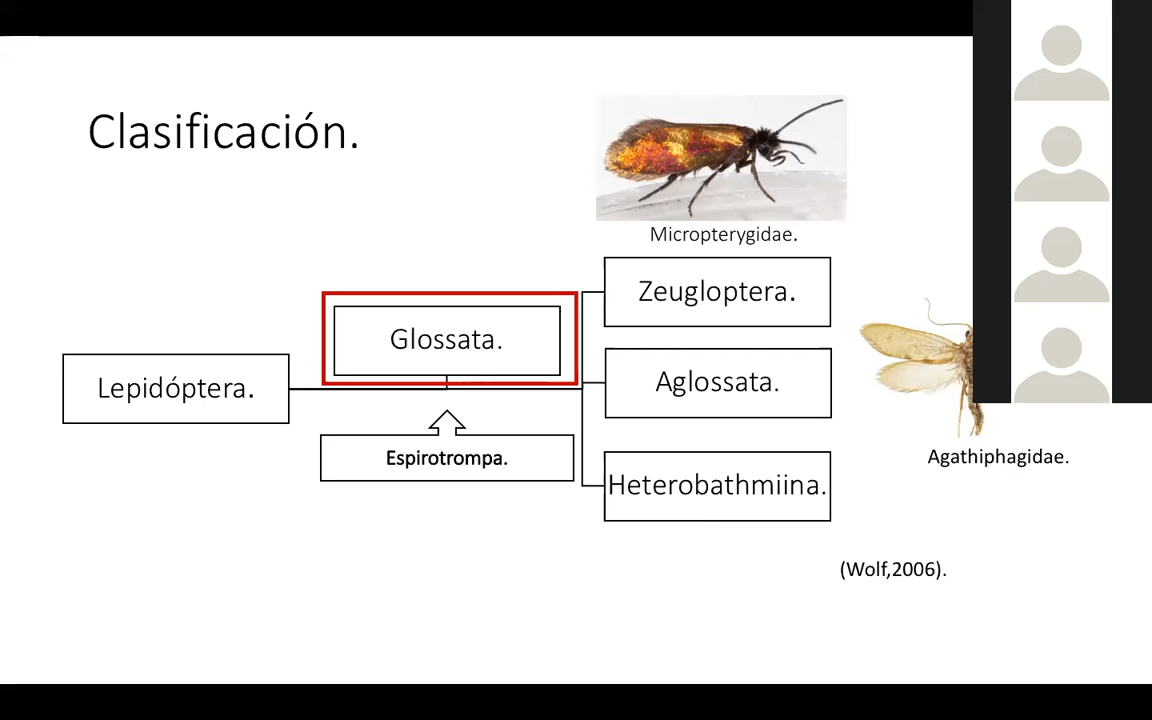 Clasificación.
Micropterygidae.
Zeugloptera.
Glossata.
Aglossata.
Lepidóptera.
Espirotrompa.
Agathiphagidae.
Heterobathmiina.
(Wolf,2006).